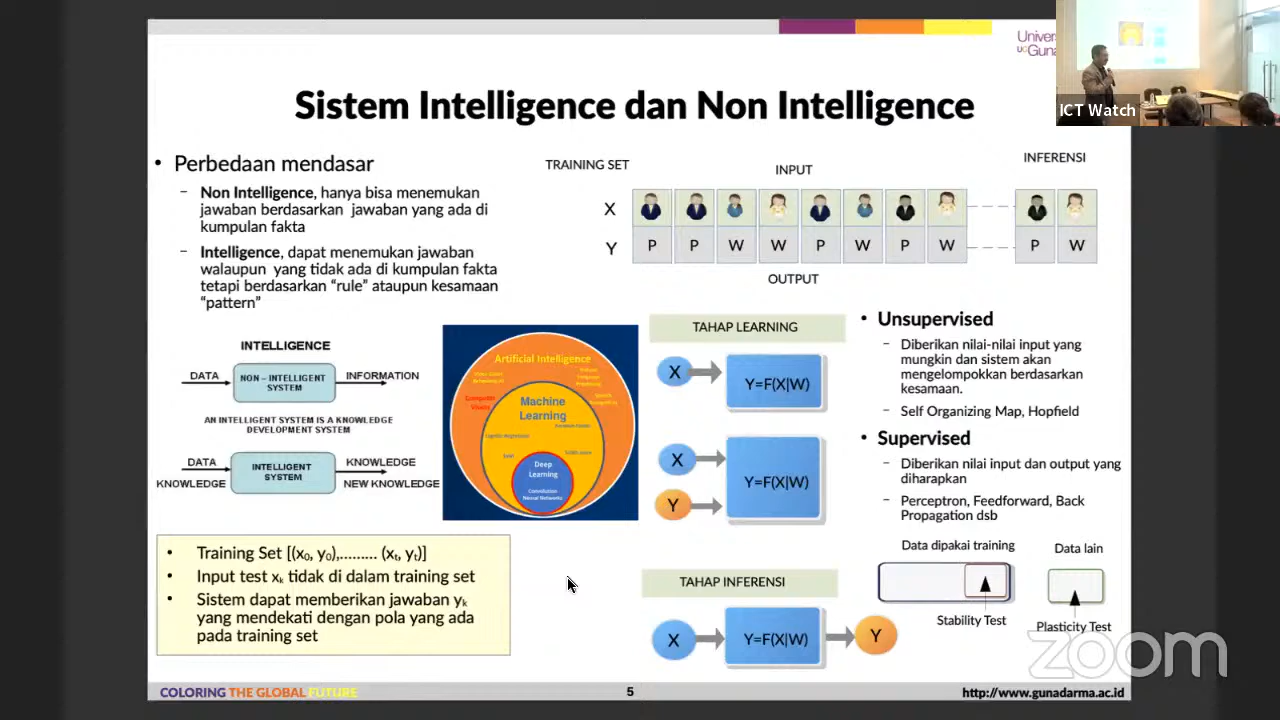 Univers
UG Guna
ICT Watch
Sistem Intelligence dan Non Intelligence
• Perbedaan mendasar
– Non Intelligence, hanya bisa menemukan
jawaban berdasarkan jawaban yang ada di
kumpulan fakta
– Intelligence, dapat menemukan jawaban
walaupun yang tidak ada di kumpulan fakta
tetapi berdasarkan “rule” ataupun kesamaan
“pattern”
TRAINING SET
INPUT
INFERENSI
X
Y P P W W P W P W P W
OUTPUT
INTELLIGENCE
DATA NON – INTELLIGENT INFORMATION
SYSTEM
AN INTELLIGENT SYSTEM IS A KNOWLEDGE
DEVELOPMENT SYSTEM
DATA INTELLIGENT KNOWLEDGE
KNOWLEDGE SYSTEM NEW KNOWLEDGE
Artificial Intelligence
Computer
Vision
Machine
Learning
Deep
Learning
Convolution
Neural Networks
TAHAP LEARNING
X Y=F(X|W)
X
Y=F(X|W)
Y
TAHAP INFERENSI
X Y=F(X|W) Y
• Unsupervised
– Diberikan nilai-nilai input yang
mungkin dan sistem akan
mengelompokkan berdasarkan
kesamaan.
– Self Organizing Map, Hopfield
• Supervised
– Diberikan nilai input dan output yang
diharapkan
– Perceptron, Feedforward, Back
Propagation dsb
Data dipakai training
Data lain
Stability Test
Plasticity Test
• Training Set [(x₀, y₀),......... (xₜ, yₜ)]
• Input test xₖ tidak di dalam training set
• Sistem dapat memberikan jawaban yₖ
yang mendekati dengan pola yang ada
pada training set
zoom
COLORING THE GLOBAL FUTURE
5
http://www.gunadarma.ac.id